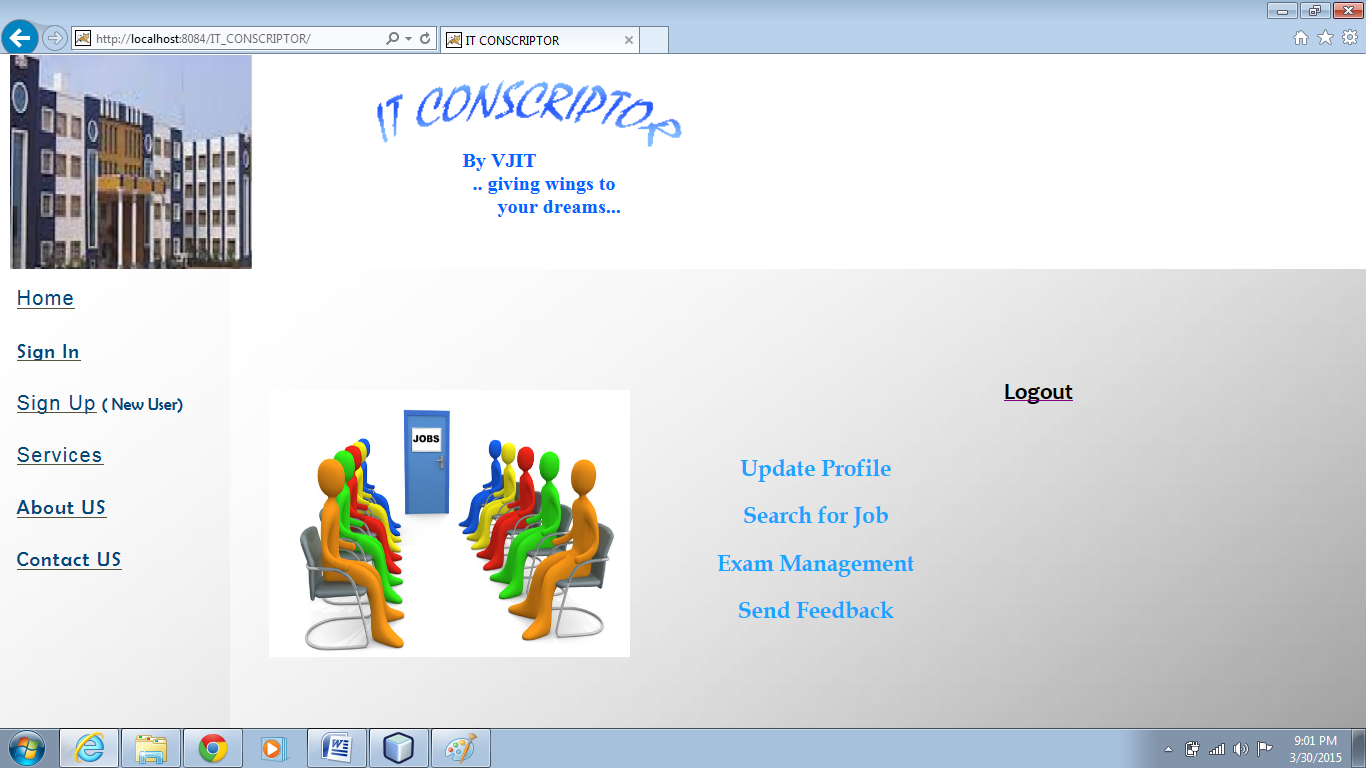 http://localhost:8084/IT_CONSCRIPTOR/
IT CONSCRIPTOR
IT CONSCRIPTOR
By VJIT
.. giving wings to
your dreams...
Home
Sign In
Sign Up ( New User)
Services
About US
Contact US
JOBS
Logout
Update Profile
Search for Job
Exam Management
Send Feedback
9:01 PM
3/30/2015